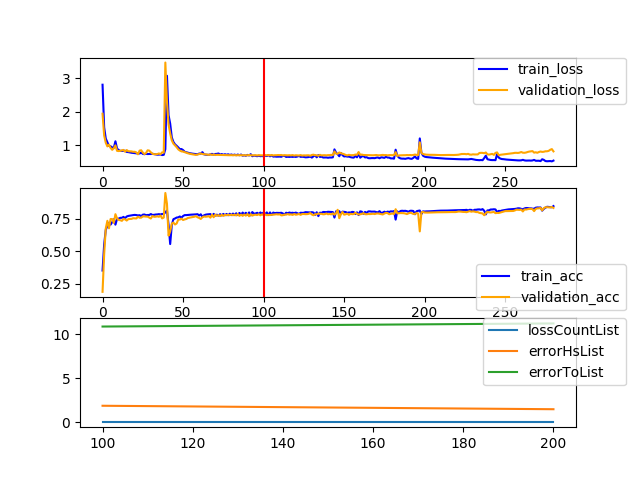 3
2
1
train_loss
validation_loss
0 50 100 150 200 250
0.75
0.50
0.25
train_acc
validation_acc
0 50 100 150 200 250
10
5
0
lossCountList
errorHsList
errorToList
100 120 140 160 180 200